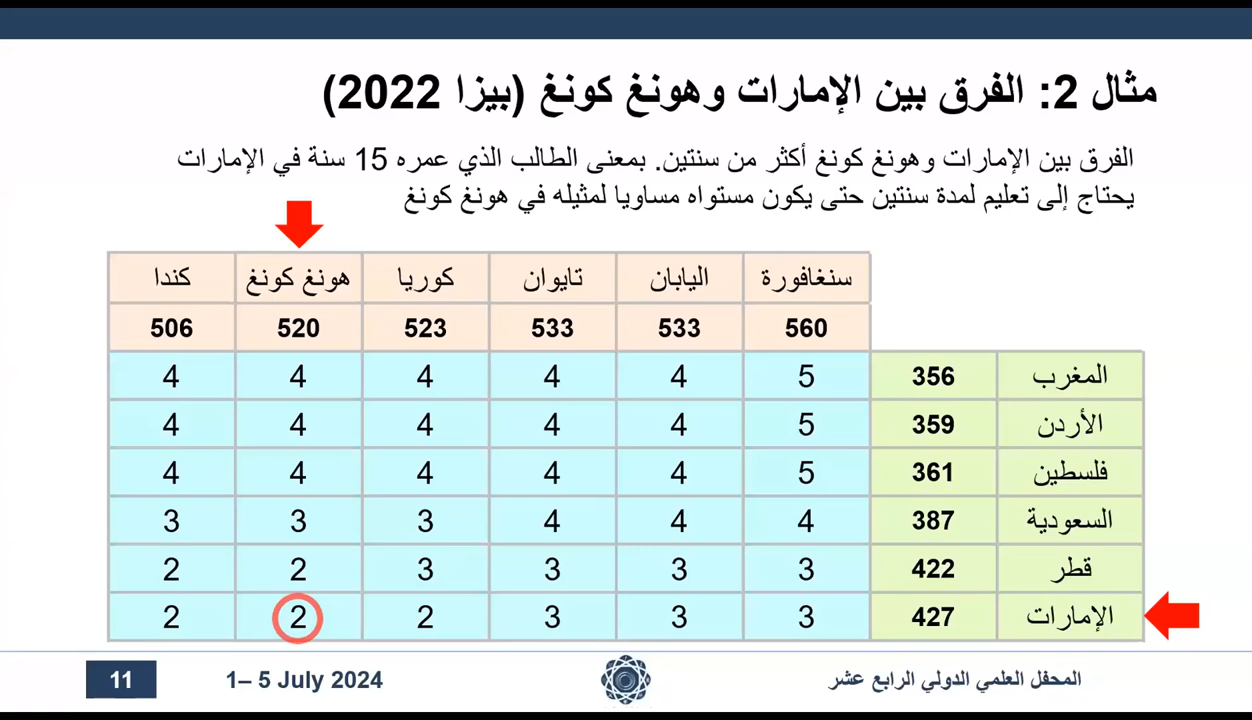 مثال 2: الفرق بين الإمارات وهونغ كونغ (بيزا 2022)
الفرق بين الإمارات وهونغ كونغ أكثر من سنتين. بمعنى الطالب الذي عمره 15 سنة في الإمارات
يحتاج إلى تعليم لمدة سنتين حتى يكون مستواه مساويا لمثيله في هونغ كونغ
سنغافورة اليابان تايوان كوريا هونغ كونغ كندا
560 533 533 523 520 506
المغرب 356 5 4 4 4 4 4
الأردن 359 5 4 4 4 4 4
فلسطين 361 5 4 4 4 4 4
السعودية 387 4 4 4 3 3 3
قطر 422 3 3 3 3 2 2
الإمارات 427 3 3 3 2 2 2
المحفل العلمي الدولي الرابع عشر
1– 5 July 2024
11